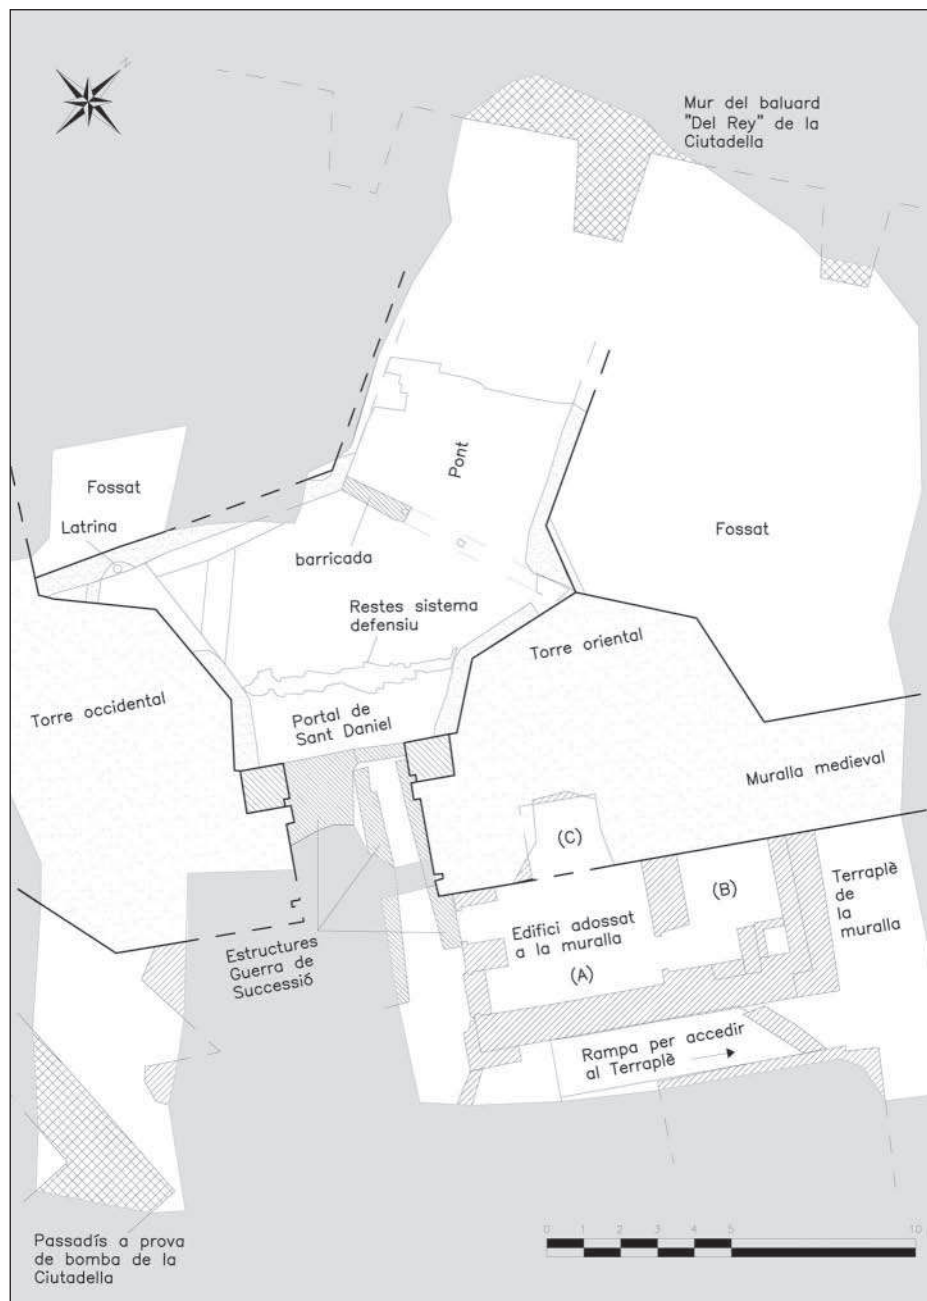 N
Mur del baluard
"Del Rey" de la
Ciutadella
Fossat
Latrina
Pont
Fossat
barricada
Restes sistema
defensiu
Torre oriental
Torre occidental
Portal de
Sant Daniel
Muralla medieval
(C)
(B)
Terraplè
de
la
muralla
Edifici adossat
a la muralla
(A)
Estructures
Guerra de
Successió
Rampa per accedir
al Terraplè
Passadís a prova
de bomba de la
Ciutadella
0 1 2 3 4 5 10